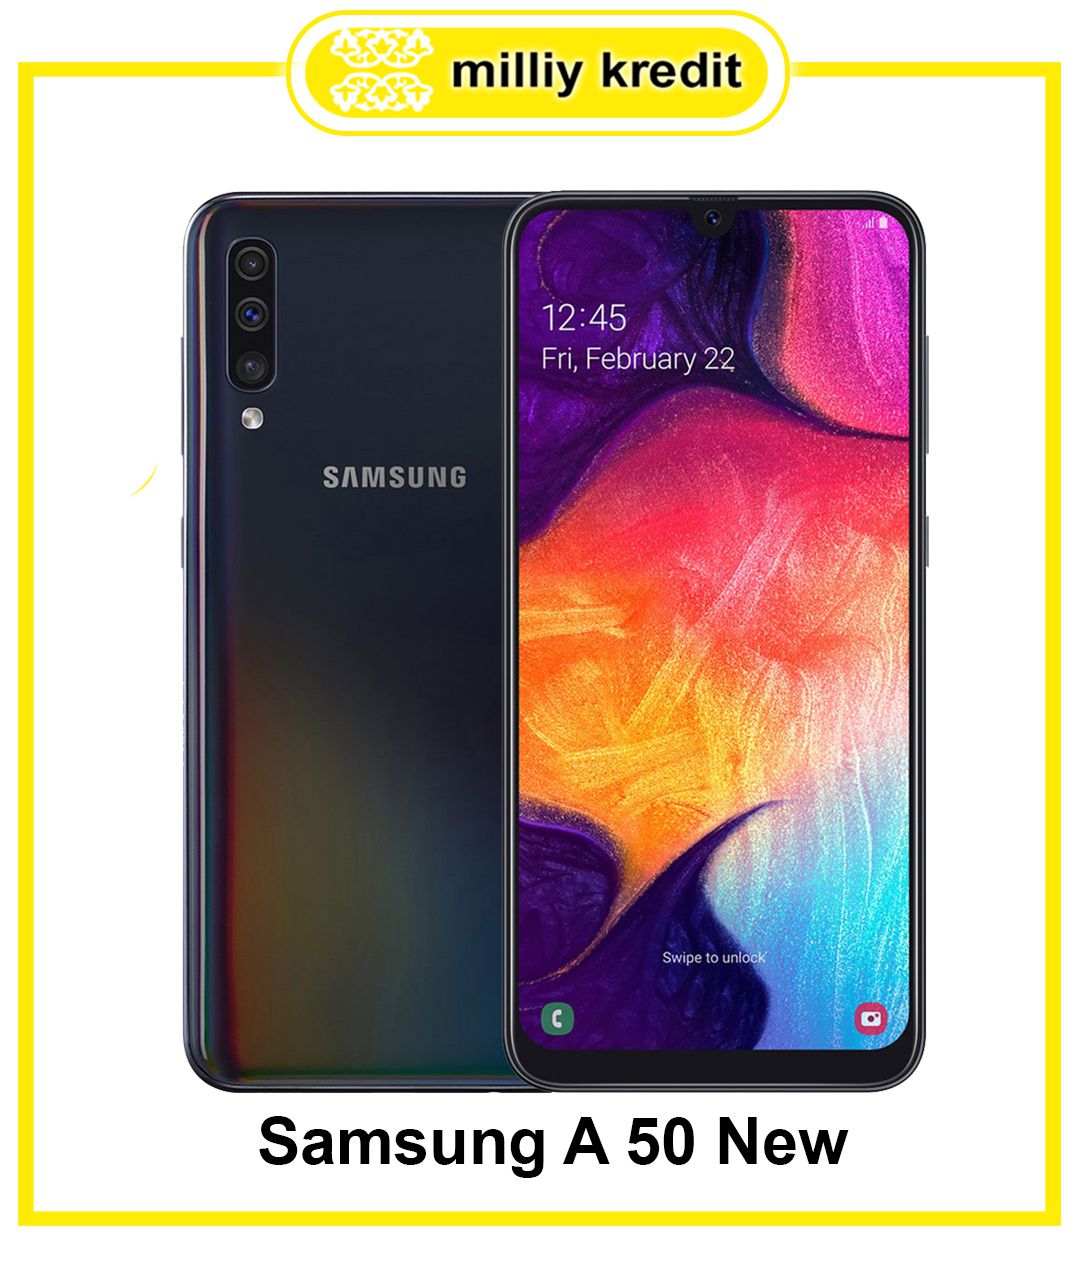 milliy kredit
12:45
Fri, February 22
SAMSUNG
Swipe to unlock
Samsung A 50 New